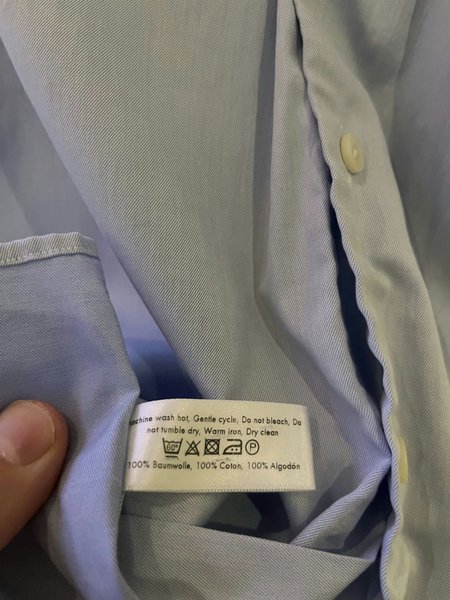 Machine wash hot, Gentle cycle, Do not bleach, Do
not tumble dry, Warm iron, Dry clean
60° P
100% Baumwolle, 100% Coton, 100% Algodón